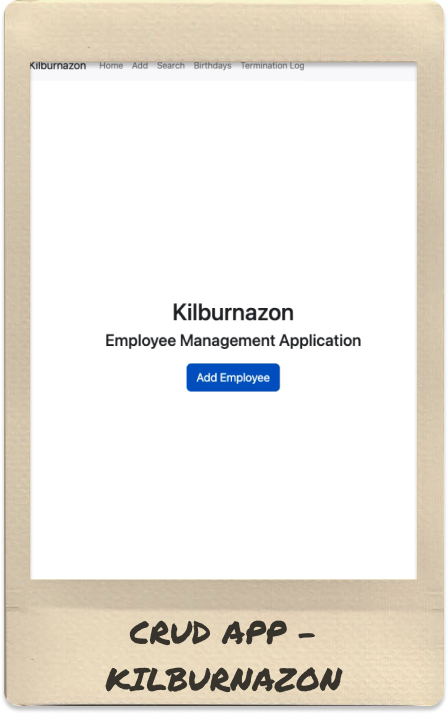 Kilburnazon Home Add Search Birthdays Termination Log
Kilburnazon
Employee Management Application
Add Employee
CRUD APP -
KILBURNAZON